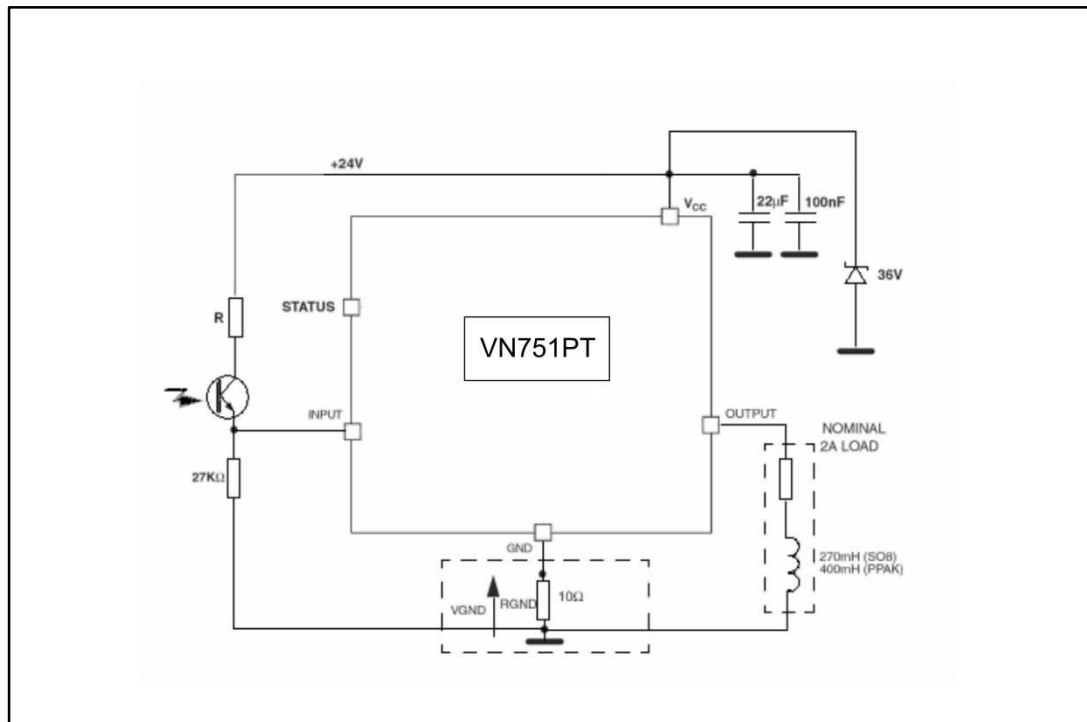 +24V
V_CC
22μF
100nF
36V
R
STATUS
VN751PT
INPUT
OUTPUT
NOMINAL
2A LOAD
27KΩ
GND
270mH (SO8)
400mH (PPAK)
VGND
RGND
10Ω